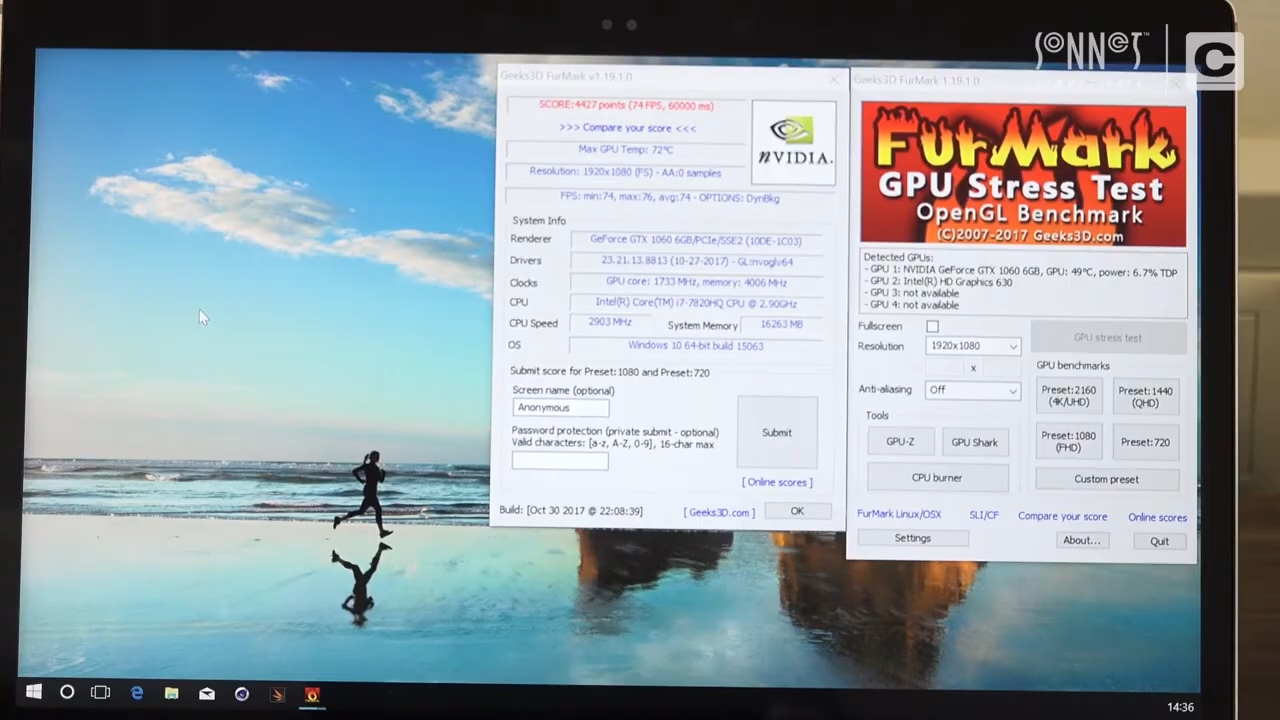 SONNET™
C
Geeks3D FurMark v1.19.1.0
SCORE:4427 points (74 FPS, 60000 ms)
>>> Compare your score <<<
Max GPU Temp: 72°C
Resolution: 1920x1080 (FS) - AA:0 samples
FPS: min:74, max:76, avg:74 - OPTIONS: DynBkg
NVIDIA.
System Info
Renderer
GeForce GTX 1060 6GB/PCIe/SSE2 (10DE-1C03)
Drivers
23.21.13.8813 (10-27-2017) - GL:nvoglv64
Clocks
GPU core: 1733 MHz, memory: 4006 MHz
CPU
Intel(R) Core(TM) i7-7820HQ CPU @ 2.90GHz
CPU Speed
2903 MHz
System Memory
16263 MB
OS
Windows 10 64-bit build 15063
Submit score for Preset:1080 and Preset:720
Screen name (optional)
Anonymous
Password protection (private submit - optional)
Valid characters: [a-z, A-Z, 0-9], 16-char max
Submit
[ Online scores ]
Build: [Oct 30 2017 @ 22:08:39]
[ Geeks3D.com ]
OK
Geeks3D FurMark 1.19.1.0
FurMark
GPU Stress Test
OpenGL Benchmark
(C)2007-2017 Geeks3D.com
Detected GPUs:
- GPU 1: NVIDIA GeForce GTX 1060 6GB, GPU: 49°C, power: 6.7% TDP
- GPU 2: Intel(R) HD Graphics 630
- GPU 3: not available
- GPU 4: not available
Fullscreen
GPU stress test
Resolution
1920x1080
x
GPU benchmarks
Anti-aliasing
Off
Preset:2160
(4K/UHD)
Preset:1440
(QHD)
Tools
GPU-Z
GPU Shark
Preset:1080
(FHD)
Preset:720
CPU burner
Custom preset
FurMark Linux/OSX
SLI/CF
Compare your score
Online scores
Settings
About...
Quit
14:36